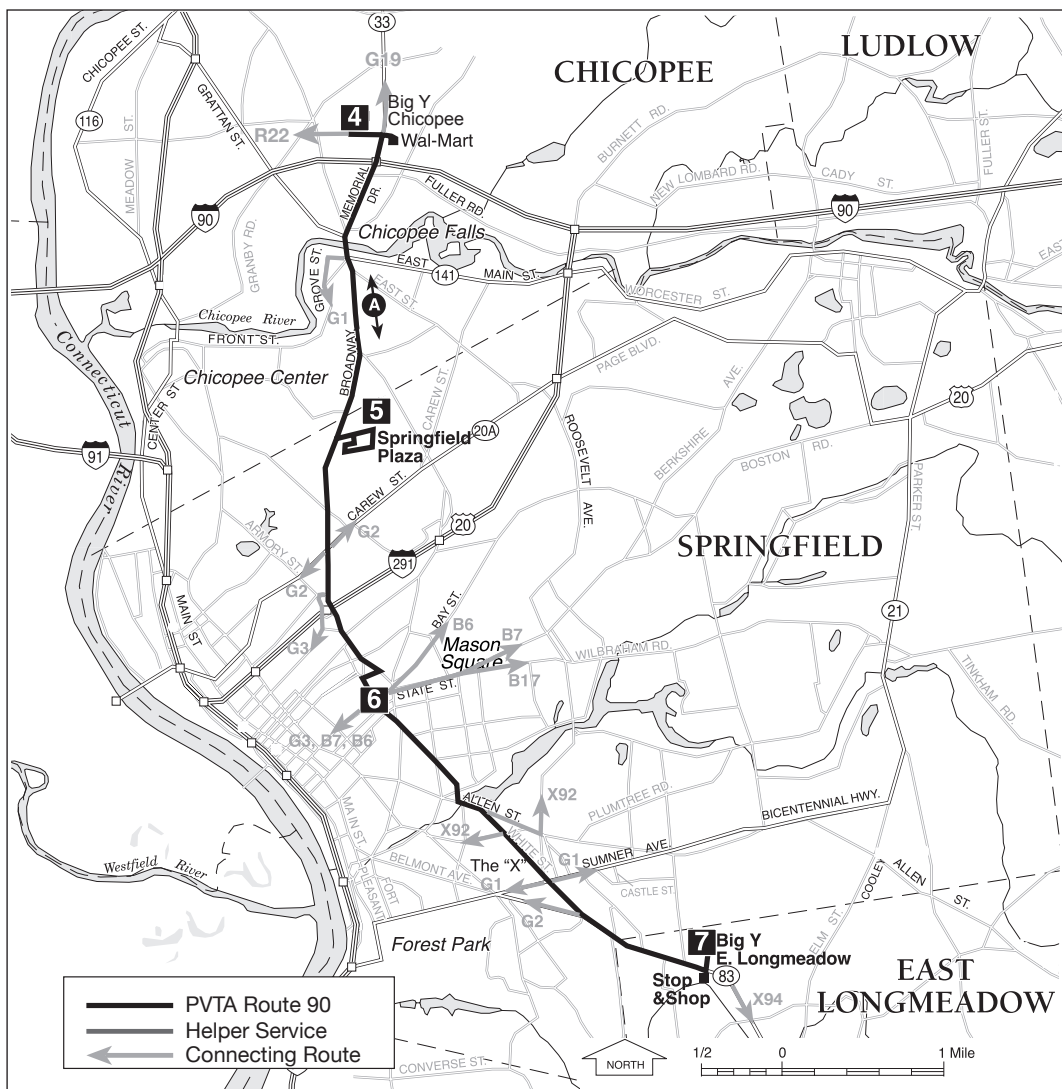 33
G19
LUDLOW
CHICOPEE
CHICOPEE ST.
116
GRATTAN ST.
MEADOW ST.
R22
4
Big Y
Chicopee
Wal-Mart
BURNETT RD.
FULLER ST.
NEW LOMBARD RD.
CADY ST.
MEMORIAL DR.
FULLER RD.
90
90
GRANBY RD.
Chicopee Falls
GROVE ST.
EAST MAIN ST.
141
EAST ST.
WORCESTER ST.
EAST
A
G1
Chicopee River
FRONT ST.
Connecticut River
Chicopee Center
BROADWAY
CAREW ST.
PAGE BLVD.
CENTER ST.
5
Springfield
Plaza
20A
20
91
ROOSEVELT AVE.
BERKSHIRE AVE.
BOSTON RD.
PARKER ST.
CAREW ST.
G2
ARMORY ST.
G2
20
291
SPRINGFIELD
MAIN ST
G3
BAY ST.
B6
Mason
Square
B7
B17
WILBRAHAM RD.
21
TINKHAM RD.
6
STATE ST.
G3, B7, B6
ALLEN ST.
X92
PLUMTREE RD.
BICENTENNIAL HWY.
X92
WHITE ST.
MAIN ST.
BELMONT AVE.
The “X”
G1
SUMNER AVE.
G1
CASTLE ST.
COOLEY
ALLEN ST.
FORT PLEASANT
G2
Westfield River
Forest Park
ELM ST.
7
Big Y
E. Longmeadow
Stop
&Shop
83
X94
EAST
LONGMEADOW
PVTA Route 90
Helper Service
Connecting Route
CONVERSE ST.
NORTH
1/2 0 1 Mile